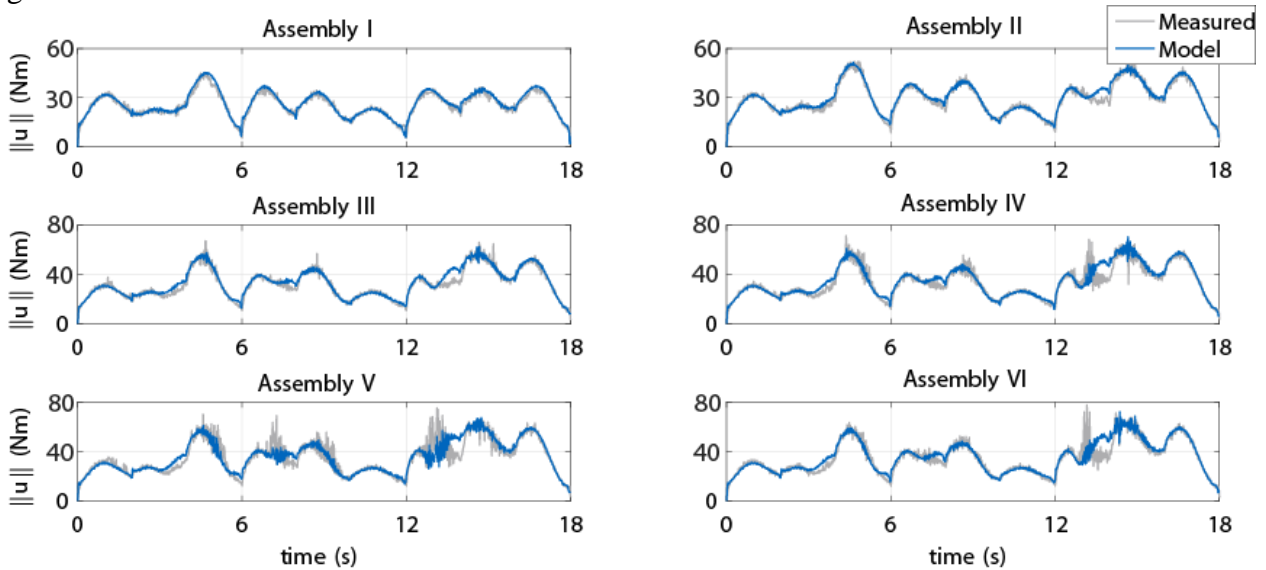 Assembly I
||u|| (Nm)
60
30
0
0 6 12 18
Assembly II
Measured
Model
60
30
0
0 6 12 18
Assembly III
||u|| (Nm)
80
40
0
0 6 12 18
Assembly IV
80
40
0
0 6 12 18
Assembly V
||u|| (Nm)
80
40
0
0 6 12 18
time (s)
Assembly VI
80
40
0
0 6 12 18
time (s)